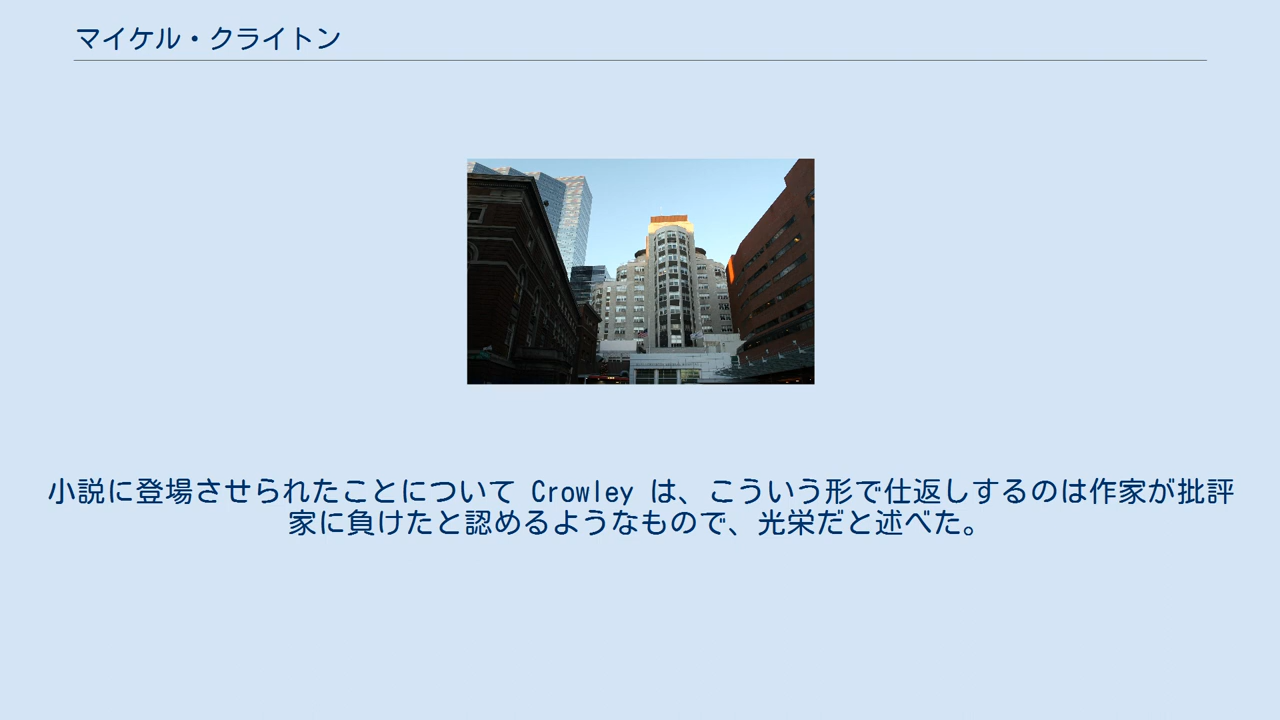 マイケル・クライトン
小説に登場させられたことについて Crowley は、こういう形で仕返しするのは作家が批評
家に負けたと認めるようなもので、光栄だと述べた。